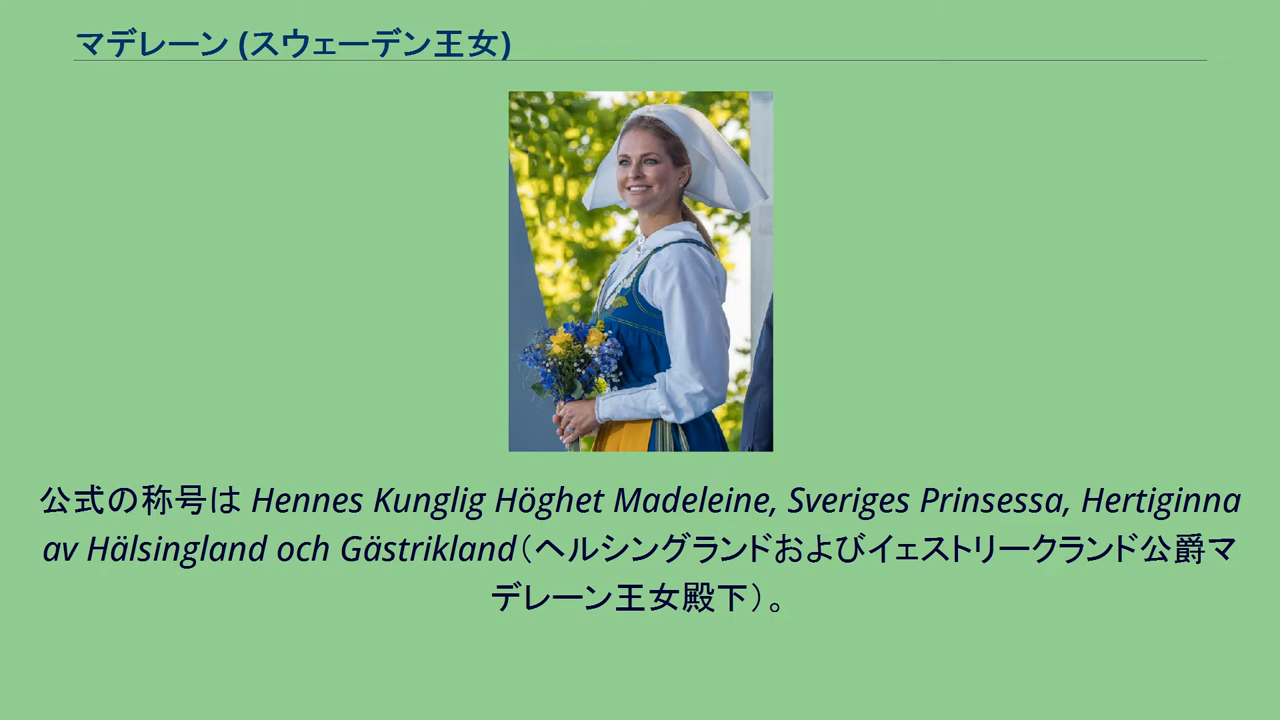 マデレーン (スウェーデン王女)
公式の称号は Hennes Kunglig Höghet Madeleine, Sveriges Prinsessa, Hertiginna
av Hälsingland och Gästrikland（ヘルシングランドおよびイェストリークランド公爵マ
デレーン王女殿下）。